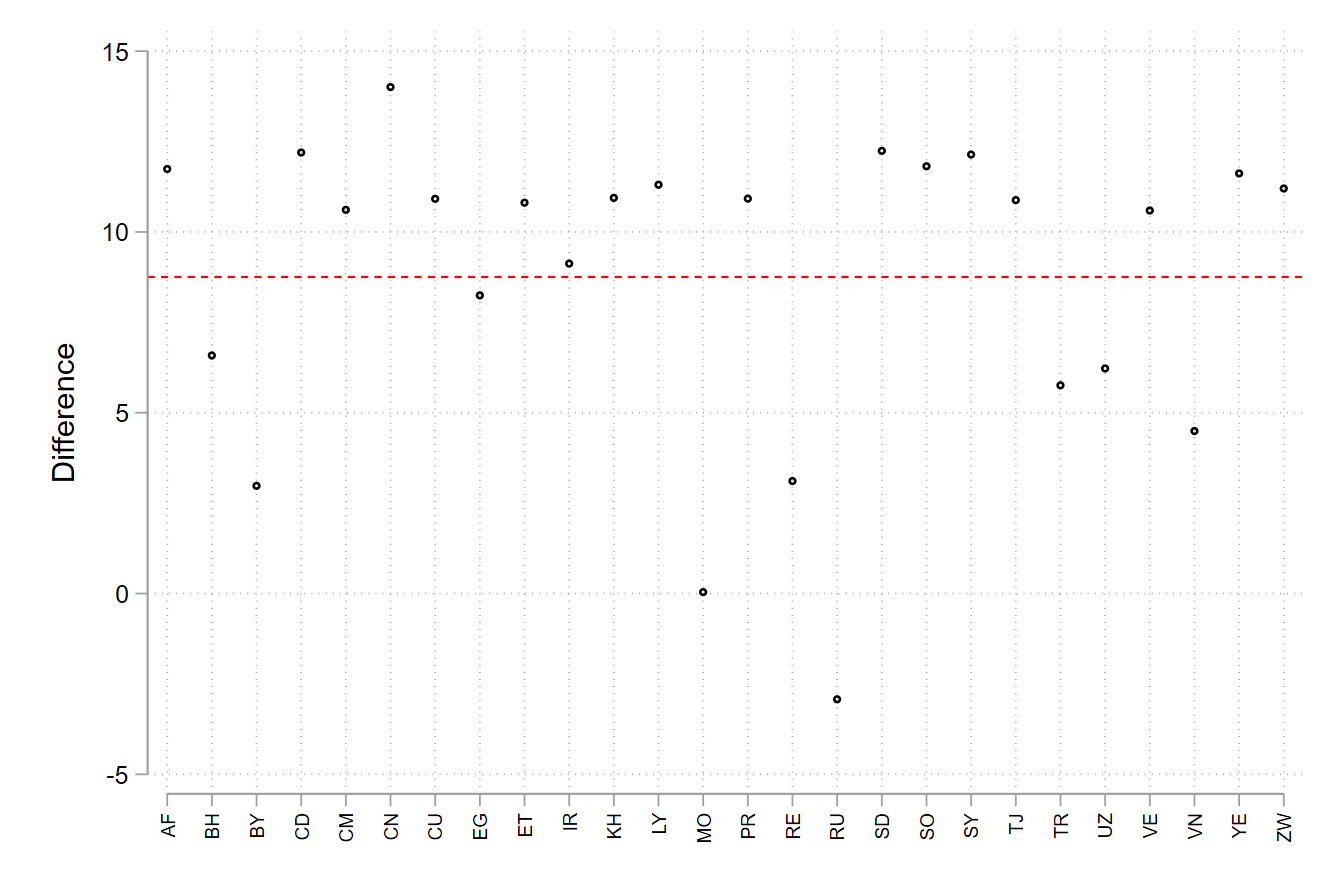 15
10
5
0
-5
Difference
AF BH BY CD CM CN CU EG ET IR KH LY MO PR RE RU SD SO SY TJ TR UZ VE VN YE ZW